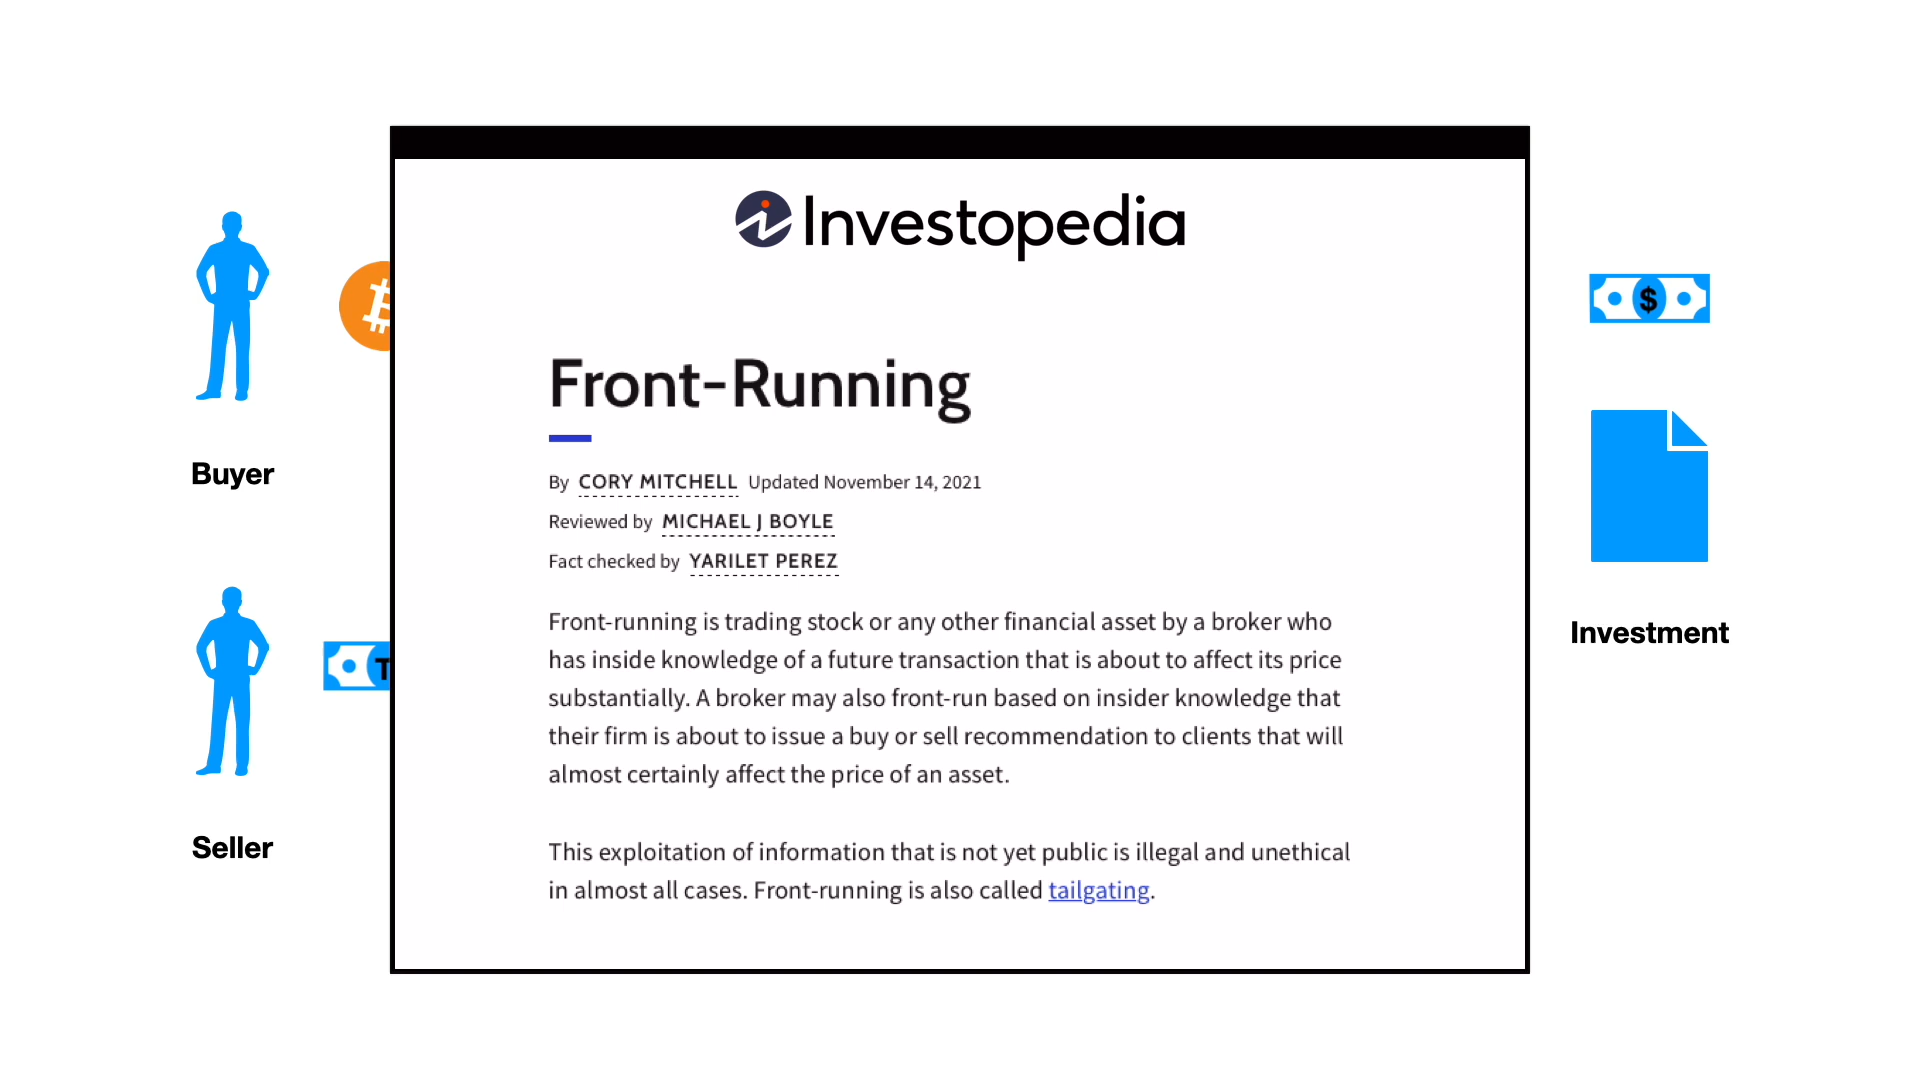 Investopedia
Front-Running
By CORY MITCHELL Updated November 14, 2021
Reviewed by MICHAEL J BOYLE
Fact checked by YARILET PEREZ
Front-running is trading stock or any other financial asset by a broker who
has inside knowledge of a future transaction that is about to affect its price
substantially. A broker may also front-run based on insider knowledge that
their firm is about to issue a buy or sell recommendation to clients that will
almost certainly affect the price of an asset.
This exploitation of information that is not yet public is illegal and unethical
in almost all cases. Front-running is also called tailgating.
Buyer
Seller
T
$
Investment